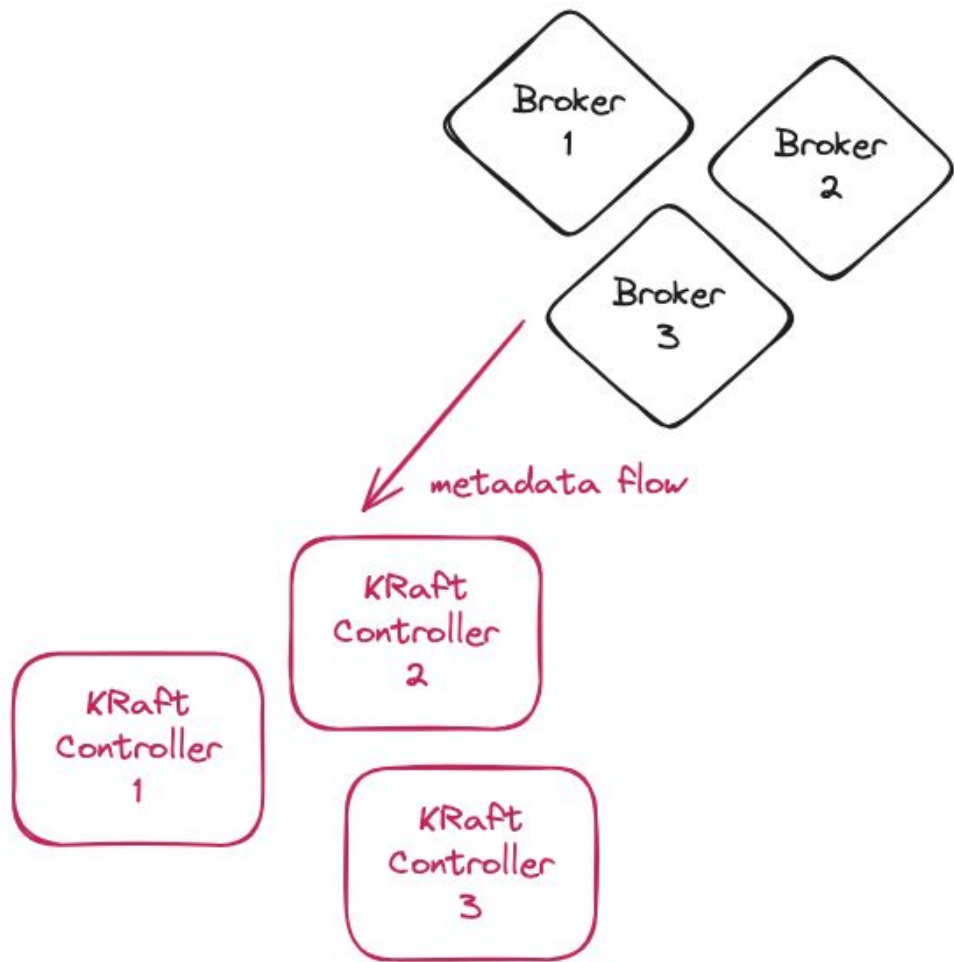 Broker
1
Broker
2
Broker
3
metadata flow
KRaft
Controller
2
KRaft
Controller
1
KRaft
Controller
3